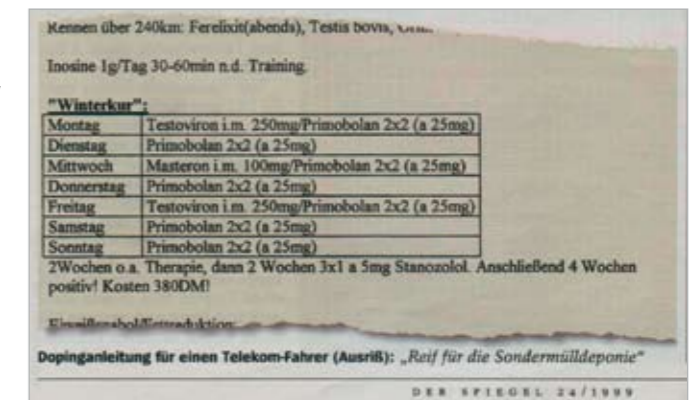 Rennen über 240km: Ferelixit(abends), Testis bovis,
Inosine 1g/Tag 30-60min n.d. Training.
"Winterkur":
Montag Testoviron i.m. 250mg/Primobolan 2x2 (a 25mg)
Dienstag Primobolan 2x2 (a 25mg)
Mittwoch Masteron i.m. 100mg/Primobolan 2x2 (a 25mg)
Donnerstag Primobolan 2x2 (a 25mg)
Freitag Testoviron i.m. 250mg/Primobolan 2x2 (a 25mg)
Samstag Primobolan 2x2 (a 25mg)
Sonntag Primobolan 2x2 (a 25mg)
2Wochen o.a. Therapie, dann 2 Wochen 3x1 a 5mg Stanozolol. Anschließend 4 Wochen
positiv! Kosten 380DM!
Dopinganleitung für einen Telekom-Fahrer (Ausriß): „Reif für die Sondermülldeponie“
DER SPIEGEL 24/1999